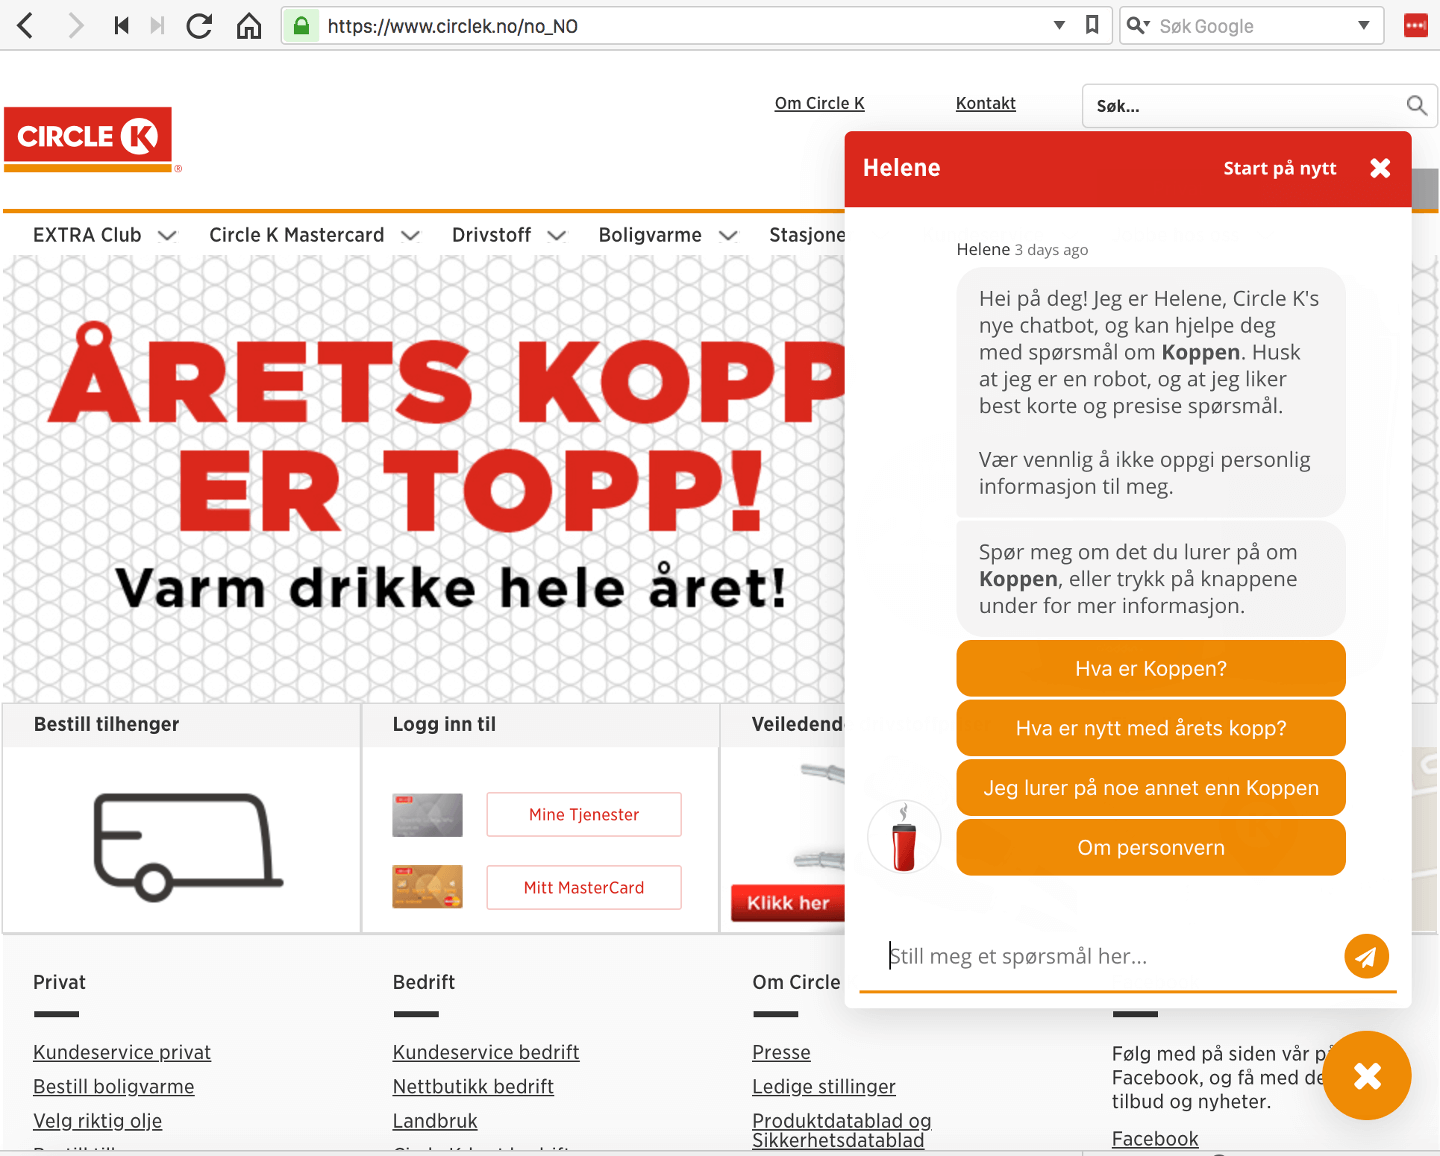 https://www.circlek.no/no_NO
Søk Google
CIRCLE K
®
Om Circle K
Kontakt
Søk...
EXTRA Club
Circle K Mastercard
Drivstoff
Boligvarme
Stasjone
ÅRETS KOPP
ER TOPP!
Varm drikke hele året!
Helene
Start på nytt
Helene 3 days ago
Hei på deg! Jeg er Helene, Circle K's
nye chatbot, og kan hjelpe deg
med spørsmål om Koppen. Husk
at jeg er en robot, og at jeg liker
best korte og presise spørsmål.
Vær vennlig å ikke oppgi personlig
informasjon til meg.
Spør meg om det du lurer på om
Koppen, eller trykk på knappene
under for mer informasjon.
Hva er Koppen?
Hva er nytt med årets kopp?
Jeg lurer på noe annet enn Koppen
Om personvern
Still meg et spørsmål her...
Bestill tilhenger
Logg inn til
Mine Tjenester
Mitt MasterCard
Veiledend
Klikk her
Privat
Kundeservice privat
Bestill boligvarme
Velg riktig olje
Bedrift
Kundeservice bedrift
Nettbutikk bedrift
Landbruk
Om Circle
Presse
Ledige stillinger
Produktdatablad og
Sikkerhetsdatablad
Følg med på siden vår p
Facebook, og få med de
tilbud og nyheter.
Facebook